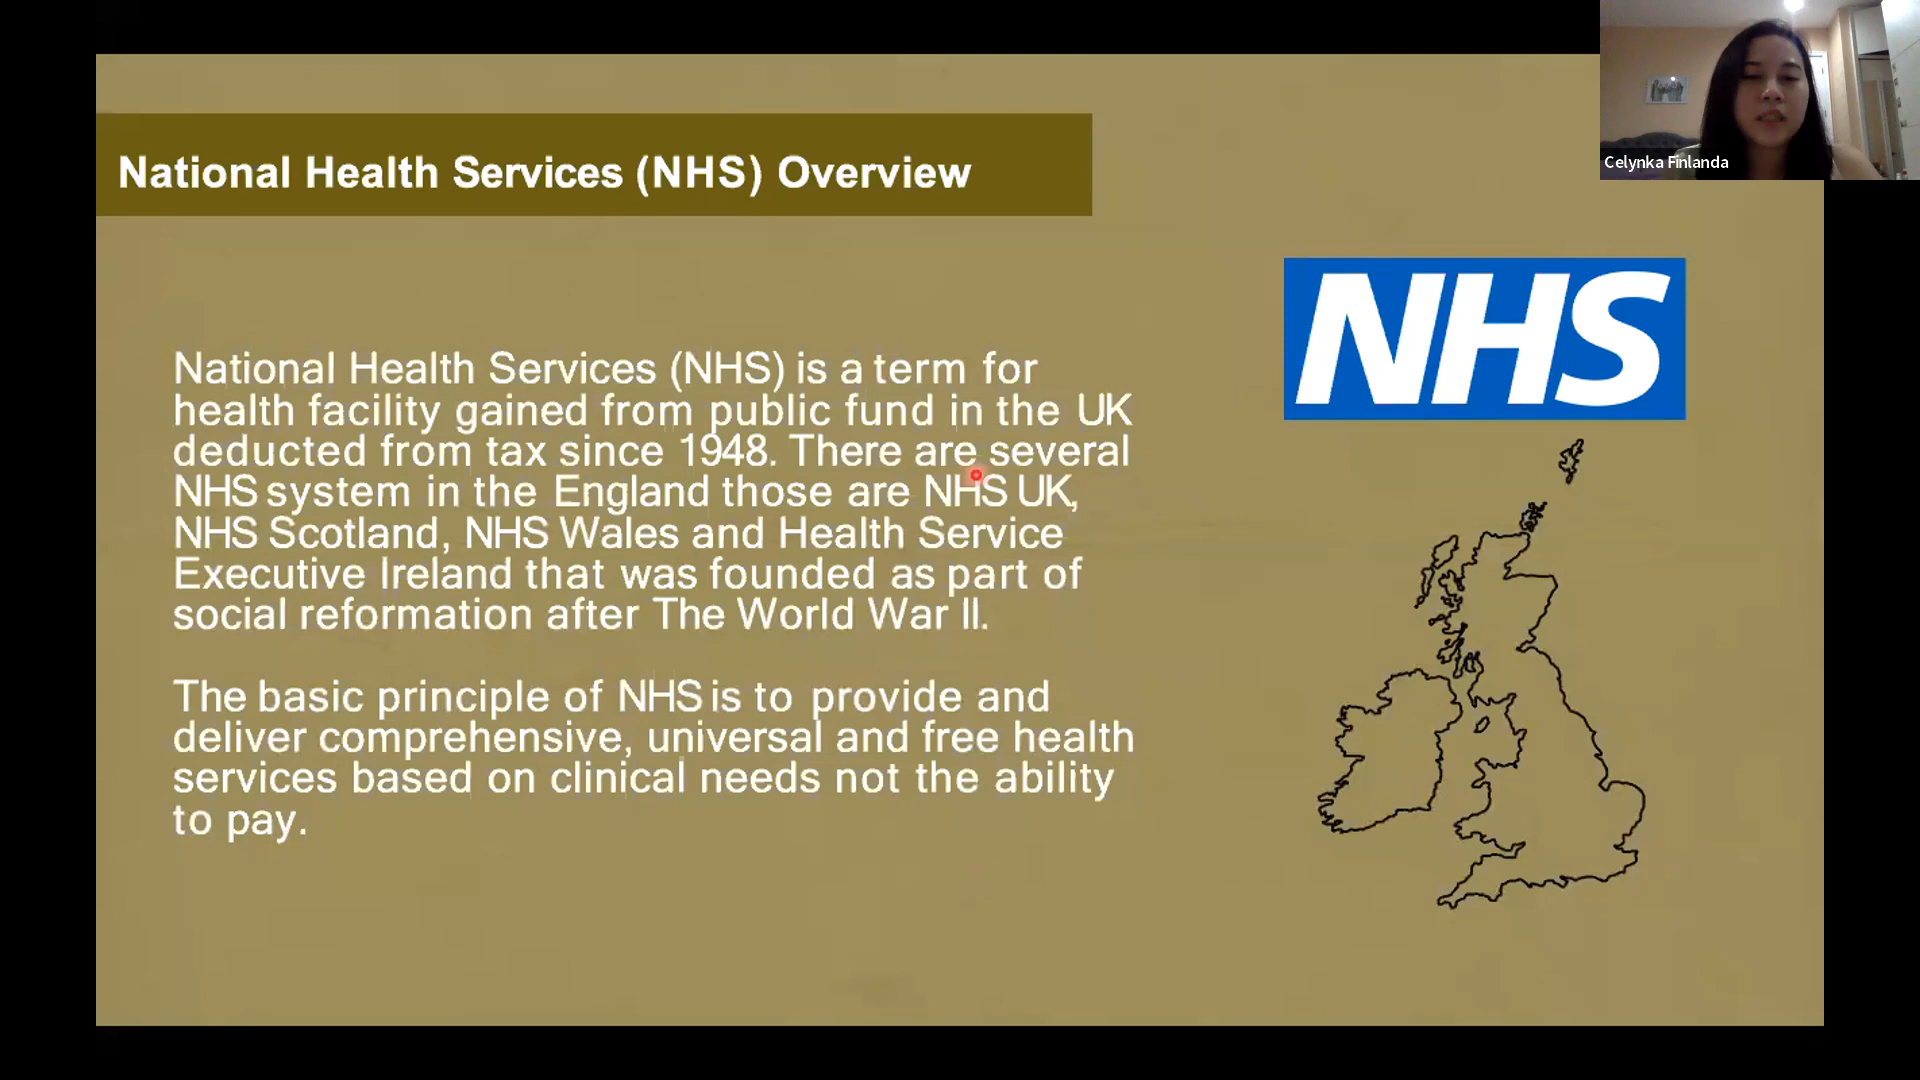 National Health Services (NHS) Overview
Celynka Finlanda
NHS
National Health Services (NHS) is a term for
health facility gained from public fund in the UK
deducted from tax since 1948. There are several
NHS system in the England those are NHS UK,
NHS Scotland, NHS Wales and Health Service
Executive Ireland that was founded as part of
social reformation after The World War II.
The basic principle of NHS is to provide and
deliver comprehensive, universal and free health
services based on clinical needs not the ability
to pay.